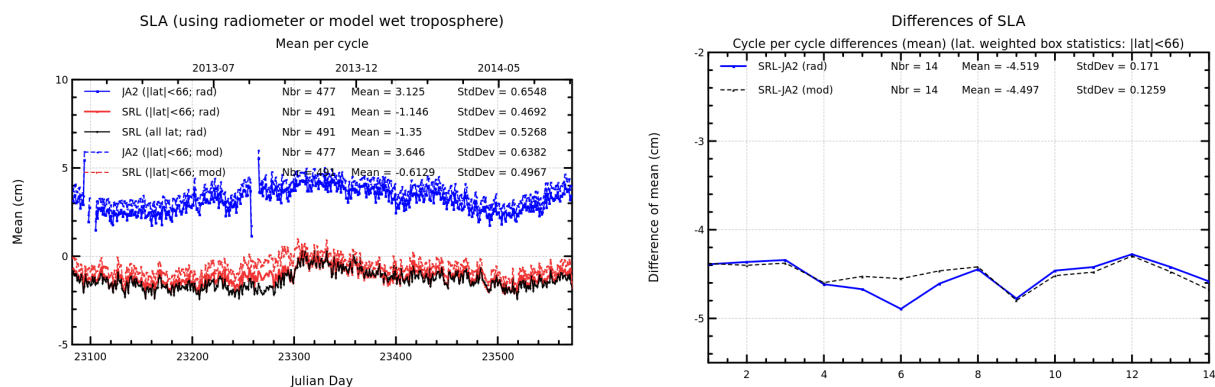 SLA (using radiometer or model wet troposphere)
Mean per cycle
2013-07 2013-12 2014-05
JA2 (|lat|<66; rad) Nbr = 477 Mean = 3.125 StdDev = 0.6548
SRL (|lat|<66; rad) Nbr = 491 Mean = -1.146 StdDev = 0.4692
SRL (all lat; rad) Nbr = 491 Mean = -1.35 StdDev = 0.5268
JA2 (|lat|<66; mod) Nbr = 477 Mean = 3.646 StdDev = 0.6382
SRL (|lat|<66; mod) Nbr = 491 Mean = -0.6129 StdDev = 0.4967
10
5
0
-5
Mean (cm)
23100 23200 23300 23400 23500
Julian Day
Differences of SLA
Cycle per cycle differences (mean) (lat. weighted box statistics: |lat|<66)
SRL-JA2 (rad) Nbr = 14 Mean = -4.519 StdDev = 0.171
SRL-JA2 (mod) Nbr = 14 Mean = -4.497 StdDev = 0.1259
-2
-3
-4
-5
Difference of mean (cm)
2 4 6 8 10 12 14